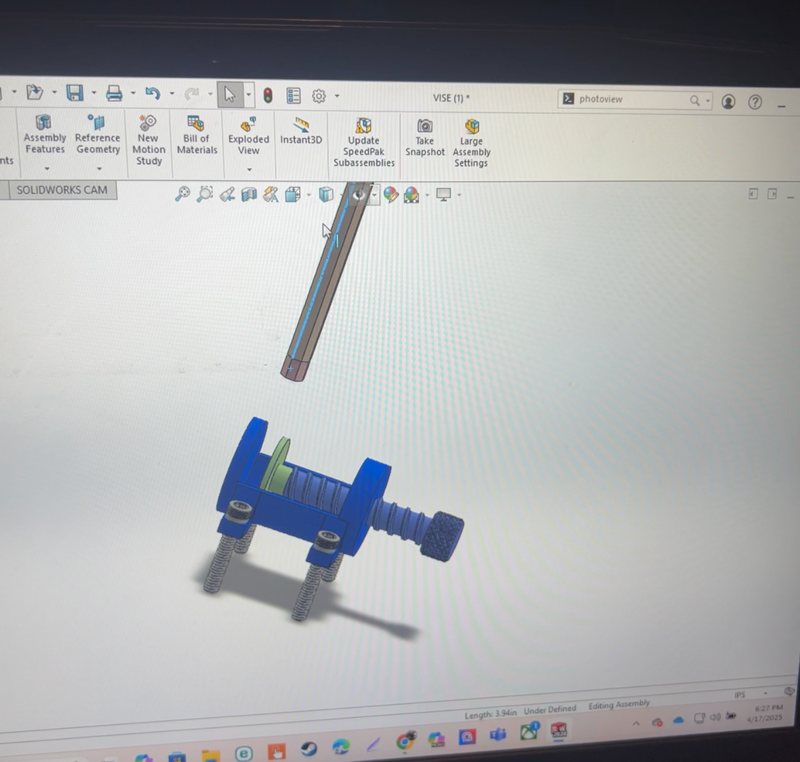 VISE (1) *
photoview
nts
Assembly
Features
Reference
Geometry
New
Motion
Study
Bill of
Materials
Exploded
View
Instant3D
Update
SpeedPak
Subassemblies
Take
Snapshot
Large
Assembly
Settings
SOLIDWORKS CAM
Length: 3.94in Under Defined Editing Assembly
IPS
6:27 PM
4/17/2025